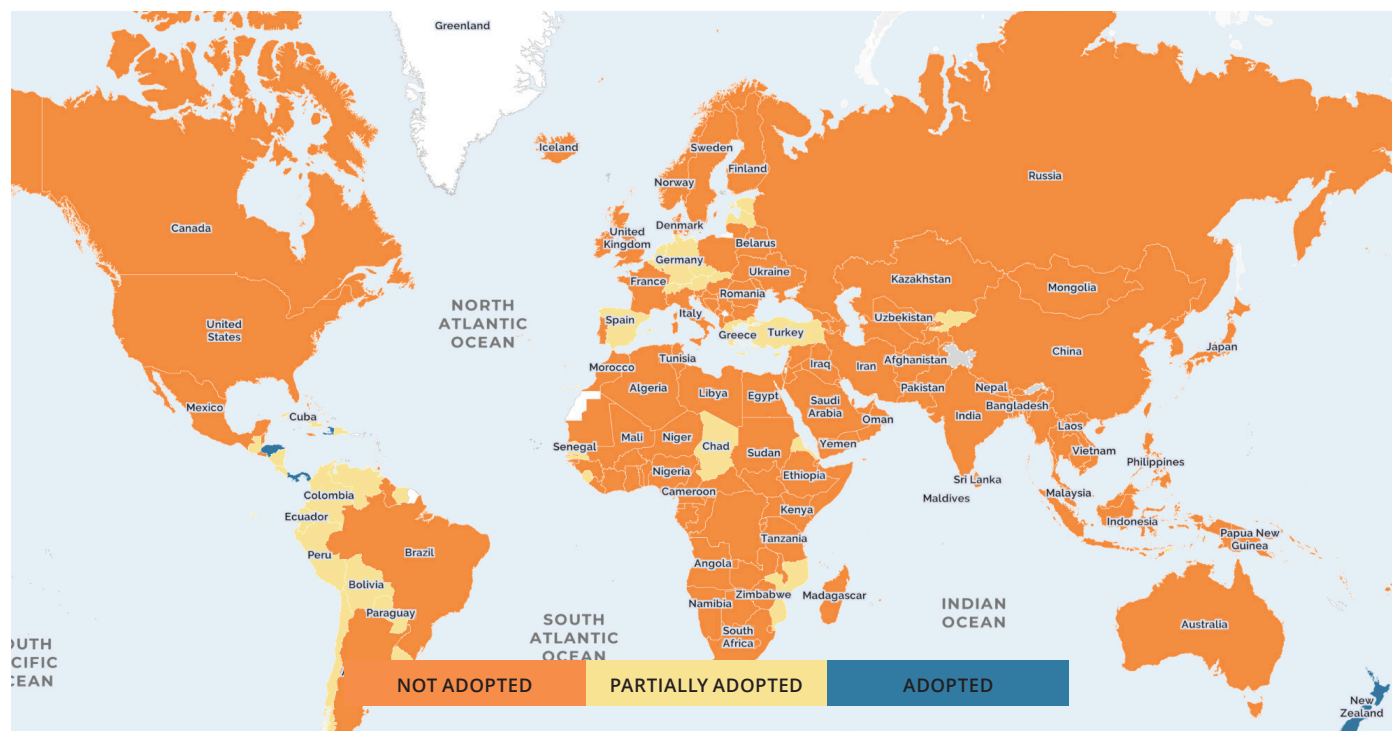 Greenland
Iceland
Sweden
Finland
Norway
Russia
Canada
United
Kingdom
Denmark
Belarus
Germany
Ukraine
France
Kazakhstan
Mongolia
Romania
NORTH
ATLANTIC
OCEAN
Italy
Spain
Greece
Turkey
Uzbekistan
United
States
China
Japan
Tunisia
Morocco
Iraq
Iran
Afghanistan
Algeria
Libya
Egypt
Pakistan
Nepal
Saudi
Arabia
Bangladesh
Mexico
Cuba
India
Oman
Laos
Senegal
Mali
Niger
Chad
Sudan
Yemen
Vietnam
Philippines
Nigeria
Ethiopia
Sri Lanka
Maldives
Malaysia
Cameroon
Colombia
Ecuador
Kenya
Indonesia
Papua New
Guinea
Tanzania
Peru
Brazil
Angola
Bolivia
Zimbabwe
Madagascar
Namibia
INDIAN
OCEAN
Paraguay
SOUTH
ATLANTIC
OCEAN
South
Africa
Australia
OUTH
CIFIC
CEAN
NOT ADOPTED
PARTIALLY ADOPTED
ADOPTED
New
Zealand